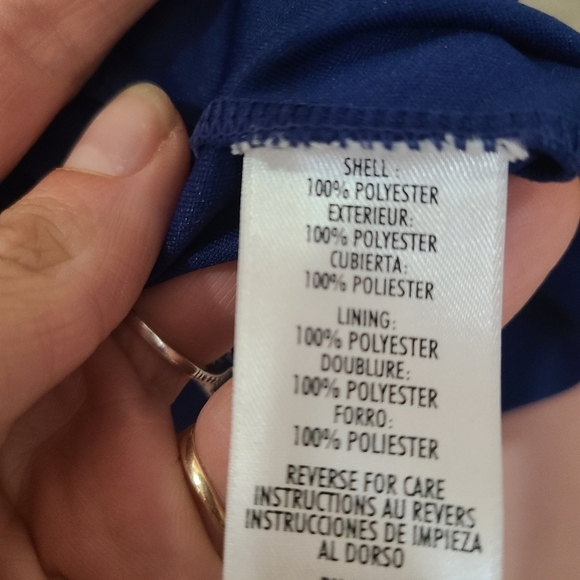 SHELL :
100% POLYESTER
EXTERIEUR:
100% POLYESTER
CUBIERTA:
100% POLIESTER
LINING:
100% POLYESTER
DOUBLURE:
100% POLYESTER
FORRO:
100% POLIESTER
REVERSE FOR CARE
INSTRUCTIONS AU REVERS
INSTRUCCIONES DE IMPIEZA
AL DORSO